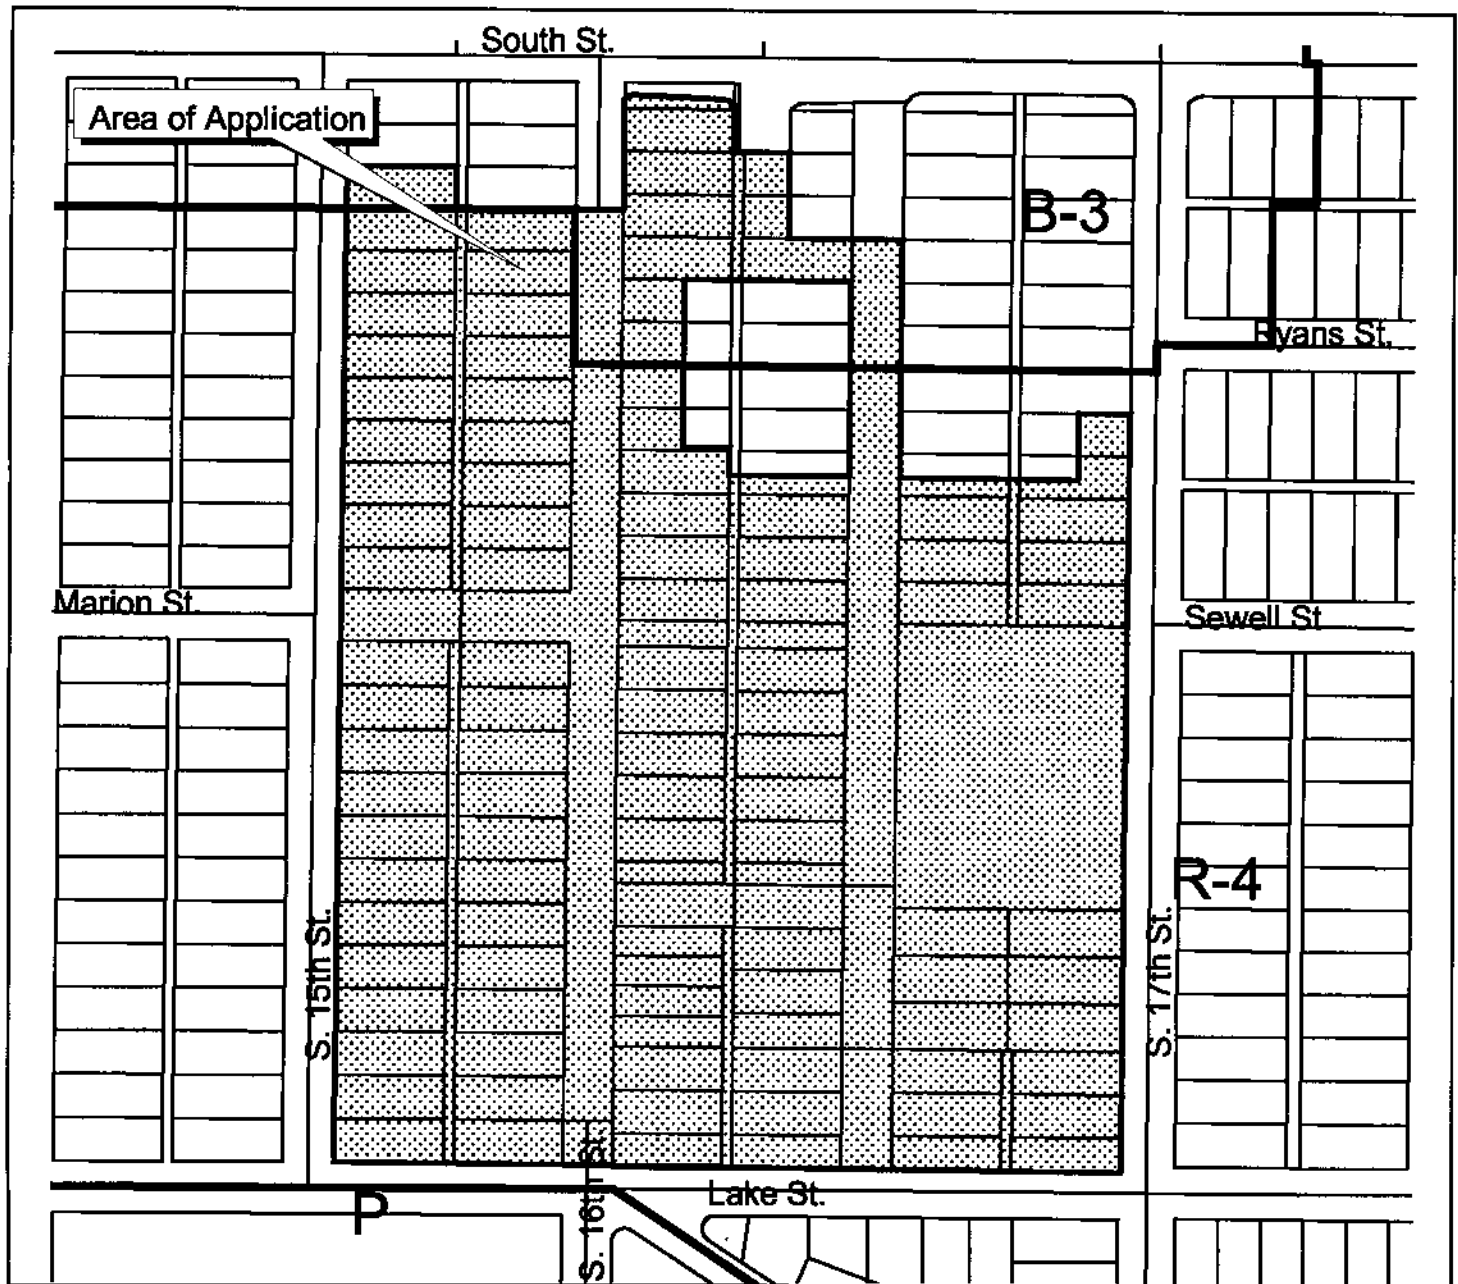 South St.
Area of Application
B-3
Ryans St.
Marion St.
Sewell St
R-4
S. 15th St.
S. 17th St.
S. 16th St.
Lake St.
P